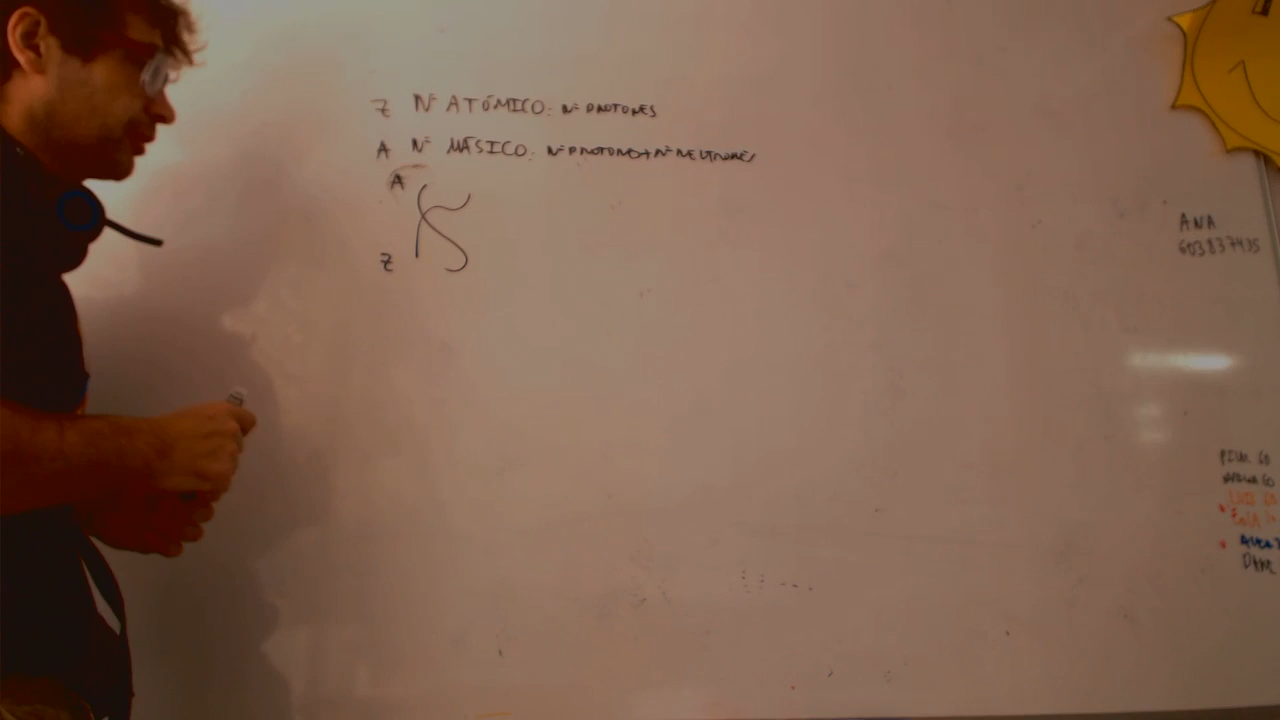 Z Nº ATÓMICO: Nº PROTONES
A Nº MÁSICO: Nº PROTONES + Nº NEUTRONES
A
X
Z
ANA
603837435